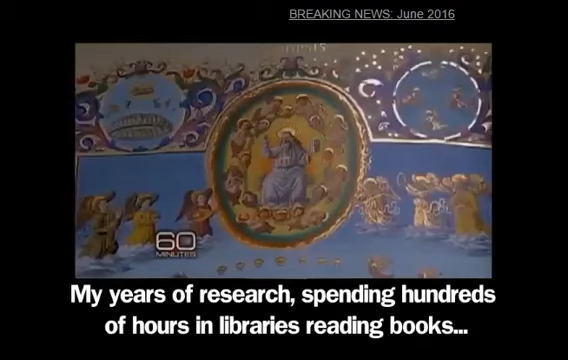 BREAKING NEWS: June 2016
60
MINUTES
My years of research, spending hundreds
of hours in libraries reading books...